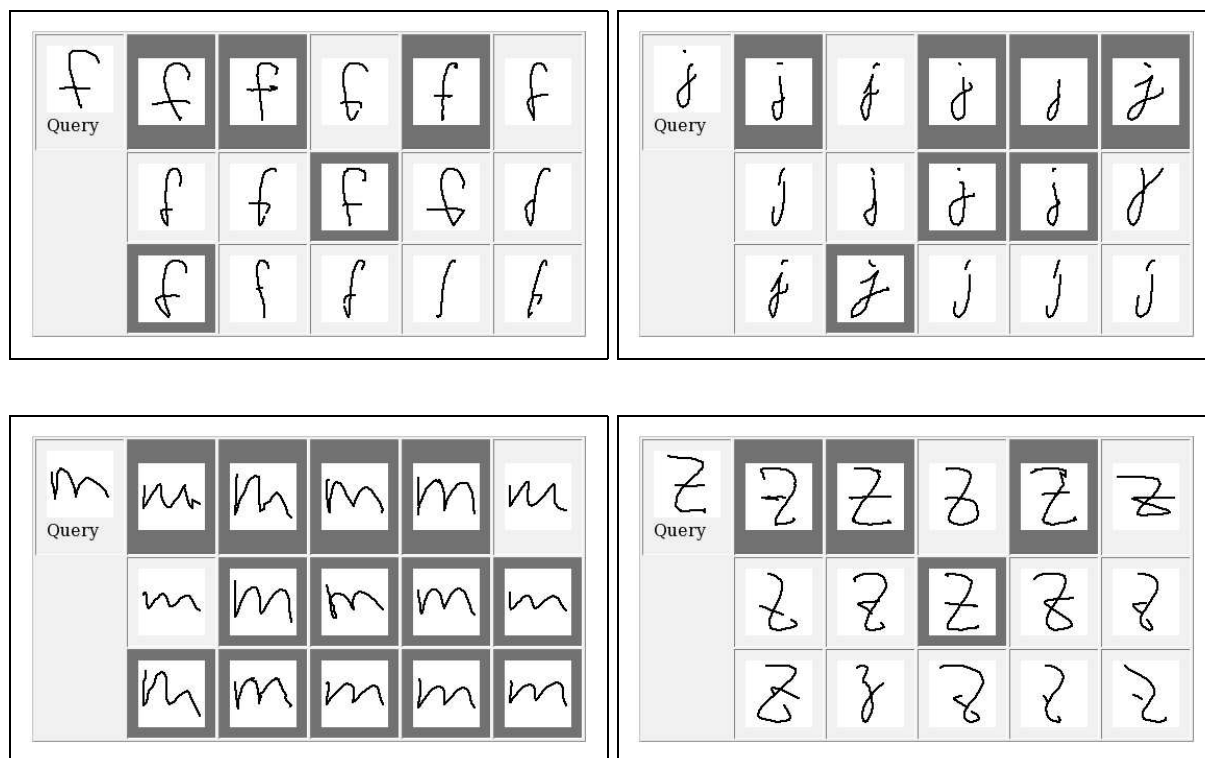 f f f f f f
Query
f f f f f
f f f f f
j j j j j j
Query
j j j j j
j j j j j
m m m m m m
Query
m m m m m
m m m m m
z z z z z z
Query
z z z z z
z z z z z